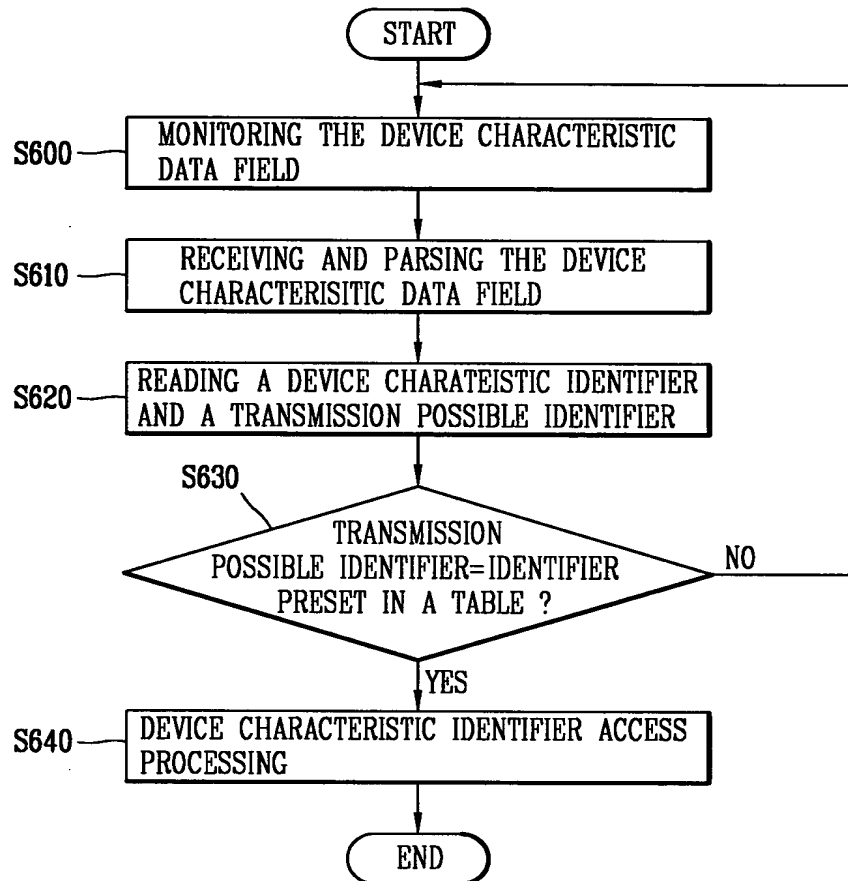 START
S600
MONITORING THE DEVICE CHARACTERISTIC
DATA FIELD
S610
RECEIVING AND PARSING THE DEVICE
CHARACTERISITIC DATA FIELD
S620
READING A DEVICE CHARATEISTIC IDENTIFIER
AND A TRANSMISSION POSSIBLE IDENTIFIER
S630
TRANSMISSION
POSSIBLE IDENTIFIER=IDENTIFIER
PRESET IN A TABLE ?
NO
YES
S640
DEVICE CHARACTERISTIC IDENTIFIER ACCESS
PROCESSING
END